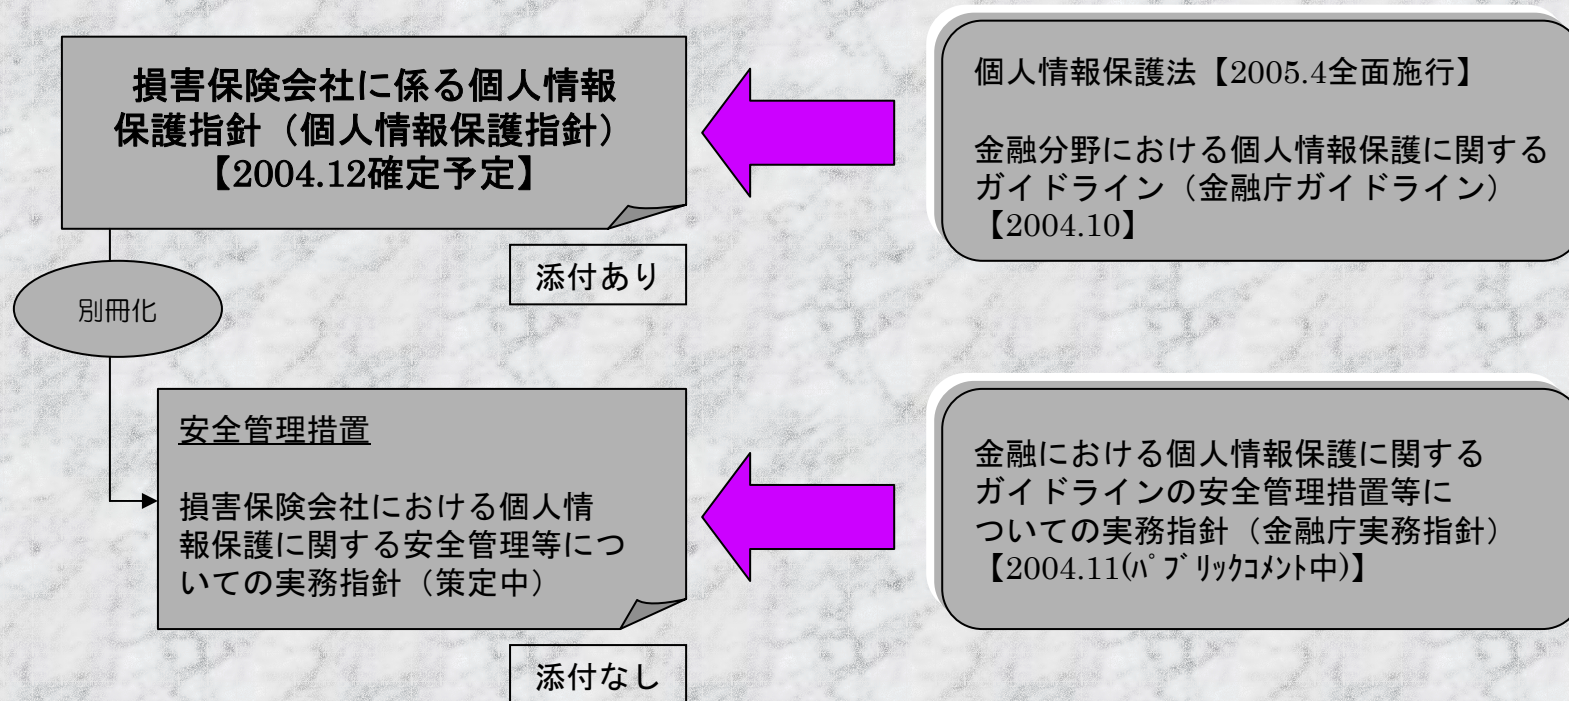 損害保険会社に係る個人情報
保護指針（個人情報保護指針）
【2004.12確定予定】
添付あり
個人情報保護法【2005.4全面施行】
金融分野における個人情報保護に関する
ガイドライン（金融庁ガイドライン）
【2004.10】
別冊化
安全管理措置
損害保険会社における個人情
報保護に関する安全管理等につ
いての実務指針（策定中）
添付なし
金融における個人情報保護に関する
ガイドラインの安全管理措置等に
ついての実務指針（金融庁実務指針）
【2004.11(ﾊﾟﾌﾞﾘｯｸｺﾒﾝﾄ中)】